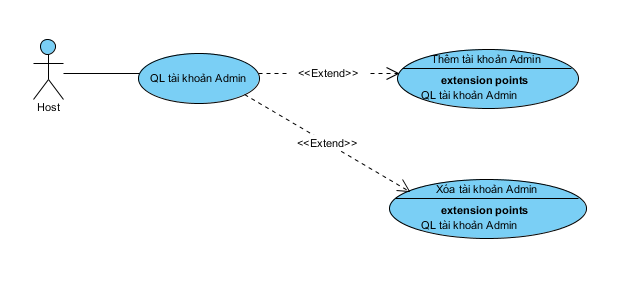 Host
QL tài khoản Admin
<<Extend>>
Thêm tài khoản Admin
extension points
QL tài khoản Admin
<<Extend>>
Xóa tài khoản Admin
extension points
QL tài khoản Admin